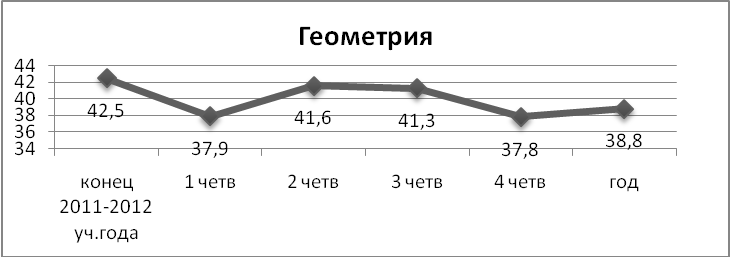 Геометрия
44
42
40
38
36
34
42,5
37,9
41,6
41,3
37,8
38,8
конец
2011-2012
уч.года
1 четв
2 четв
3 четв
4 четв
год